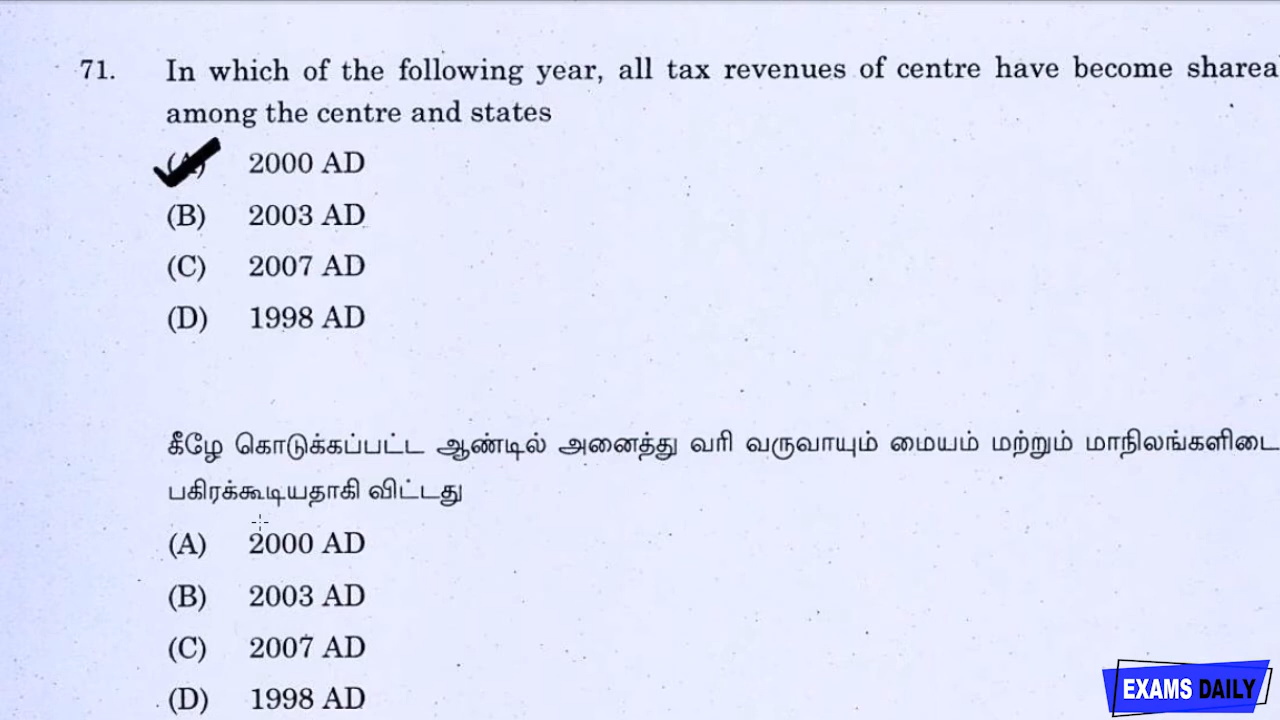 71. In which of the following year, all tax revenues of centre have become sharea
among the centre and states
(A) 2000 AD
(B) 2003 AD
(C) 2007 AD
(D) 1998 AD
கீழே கொடுக்கப்பட்ட ஆண்டில் அனைத்து வரி வருவாயும் மையம் மற்றும் மாநிலங்களிடை
பகிரக்கூடியதாகி விட்டது
(A) 2000 AD
(B) 2003 AD
(C) 2007 AD
(D) 1998 AD
EXAMS DAILY